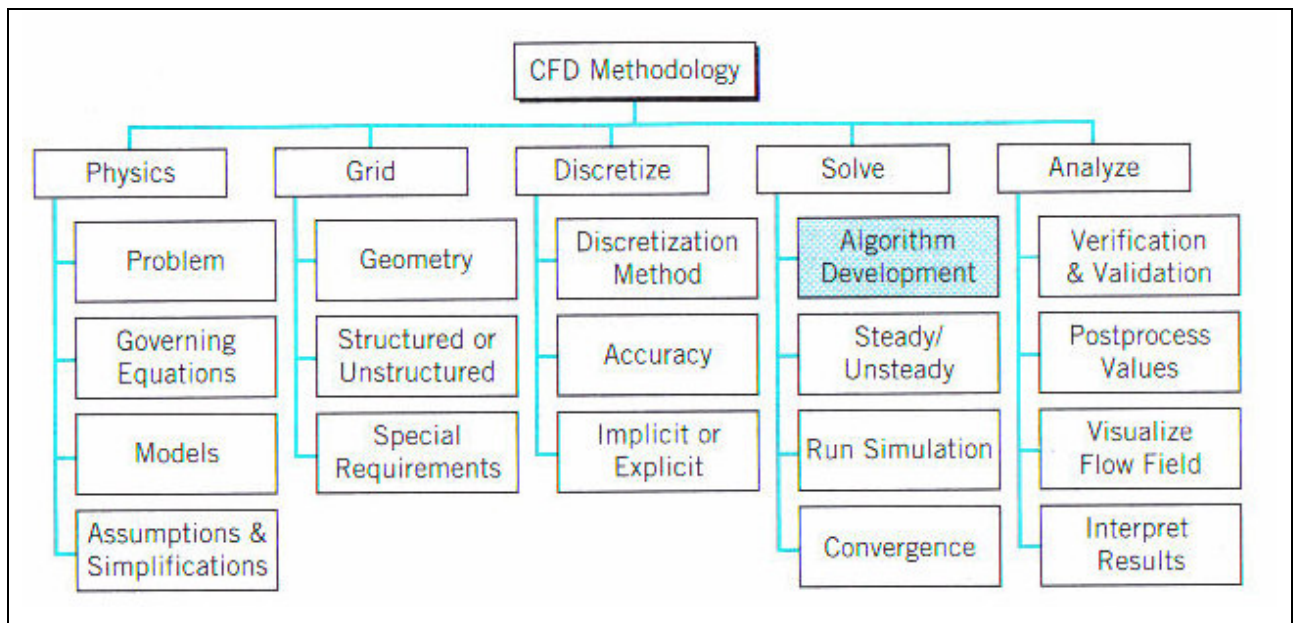 CFD Methodology
Physics
Grid
Discretize
Solve
Analyze
Problem
Governing
Equations
Models
Assumptions &
Simplifications
Geometry
Structured or
Unstructured
Special
Requirements
Discretization
Method
Accuracy
Implicit or
Explicit
Algorithm
Development
Steady/
Unsteady
Run Simulation
Convergence
Verification
& Validation
Postprocess
Values
Visualize
Flow Field
Interpret
Results